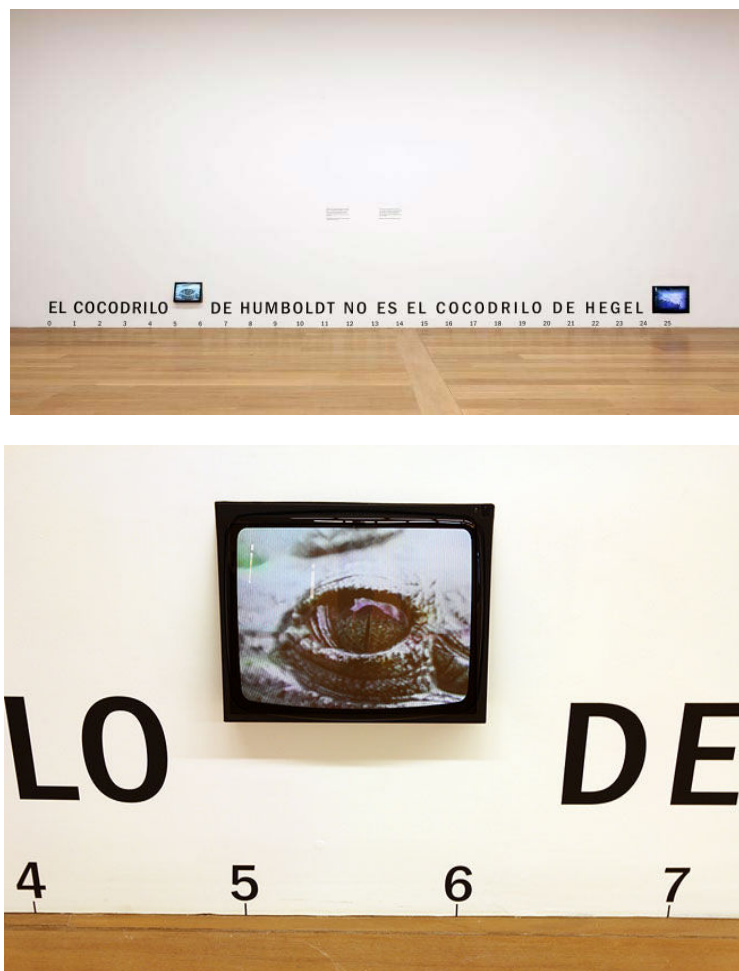 EL COCODRILO DE HUMBOLDT NO ES EL COCODRILO DE HEGEL
0 1 2 3 4 5 6 7 8 9 10 11 12 13 14 15 16 17 18 19 20 21 22 23 24 25
LO DE
4 5 6 7